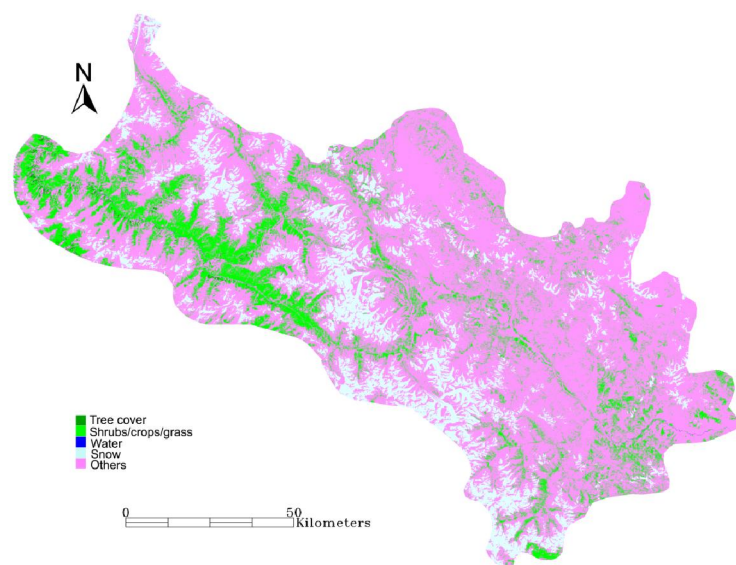 N
Tree cover
Shrubs/crops/grass
Water
Snow
Others
0 50
Kilometers